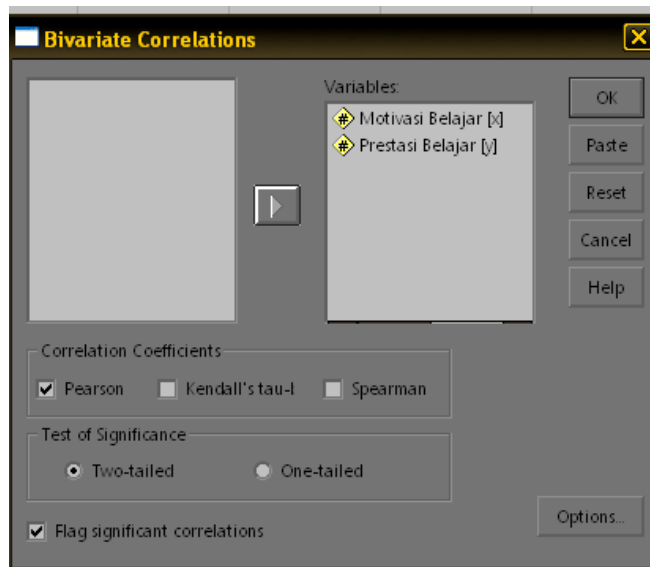 Bivariate Correlations
Variables:
Motivasi Belajar [x]
Prestasi Belajar [y]
OK
Paste
Reset
Cancel
Help
Correlation Coefficients
Pearson Kendall's tau-l Spearman
Test of Significance
Two-tailed One-tailed
Flag significant correlations
Options...